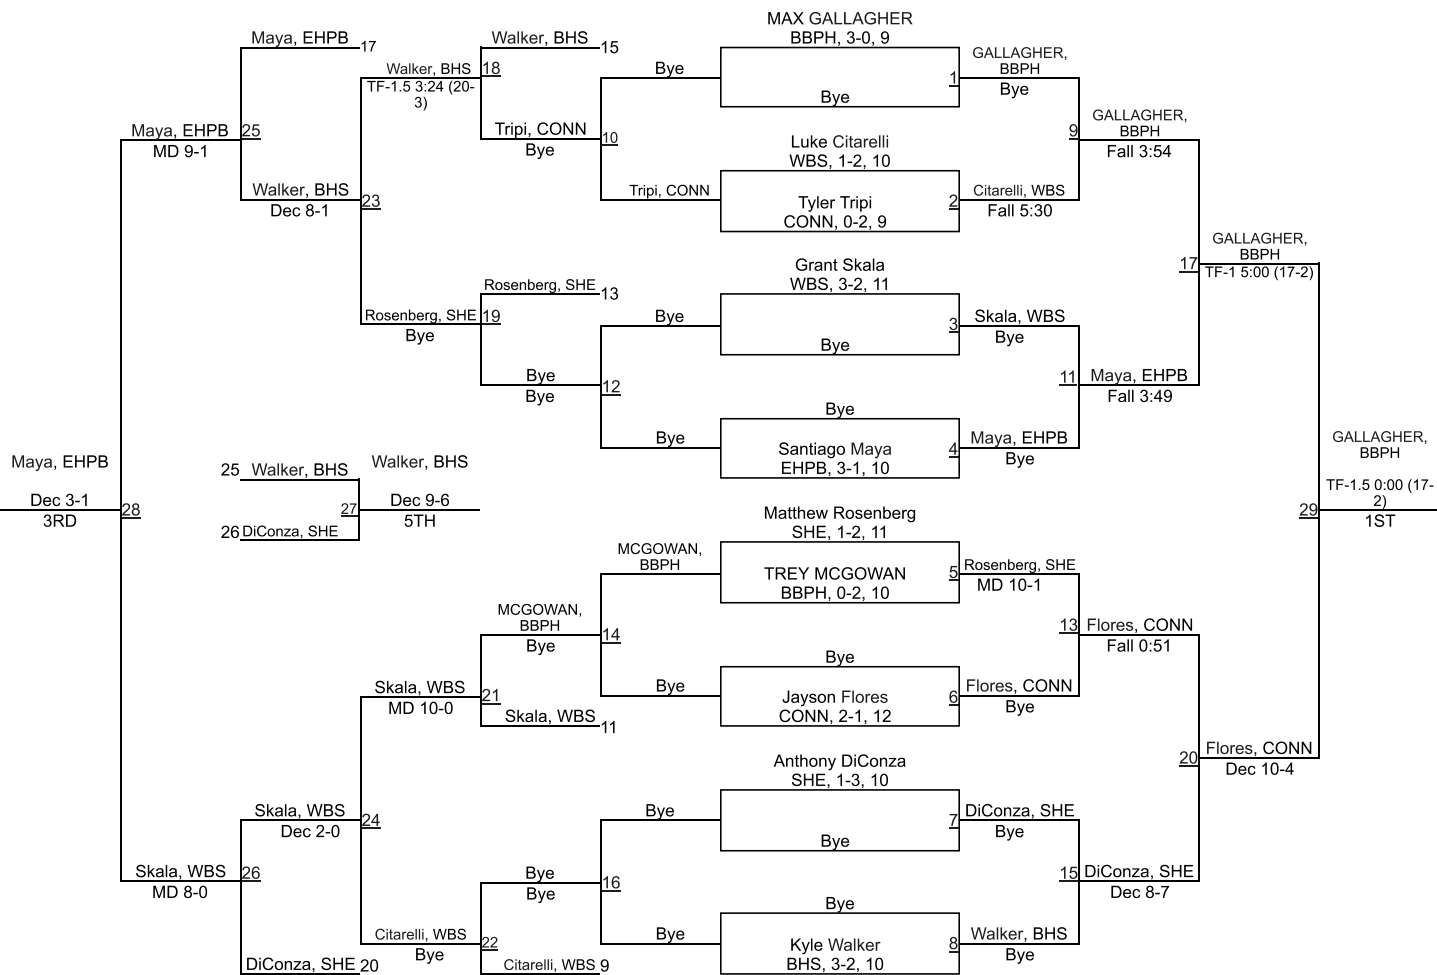 MAX GALLAGHER
BBPH, 3-0, 9
Bye
1
GALLAGHER,
BBPH
Bye
Luke Citarelli
WBS, 1-2, 10
Tyler Tripi
CONN, 0-2, 9
2
Citarelli, WBS
Fall 5:30
9
GALLAGHER,
BBPH
Fall 3:54
Grant Skala
WBS, 3-2, 11
Bye
3
Skala, WBS
Bye
Bye
Santiago Maya
EHPB, 3-1, 10
4
Maya, EHPB
Bye
11
Maya, EHPB
Fall 3:49
17
GALLAGHER,
BBPH
TF-1 5:00 (17-2)
Matthew Rosenberg
SHE, 1-2, 11
TREY MCGOWAN
BBPH, 0-2, 10
5
Rosenberg, SHE
MD 10-1
Bye
Jayson Flores
CONN, 2-1, 12
6
Flores, CONN
Bye
13
Flores, CONN
Fall 0:51
Anthony DiConza
SHE, 1-3, 10
Bye
7
DiConza, SHE
Bye
Bye
Kyle Walker
BHS, 3-2, 10
8
Walker, BHS
Bye
15
DiConza, SHE
Dec 8-7
20
Flores, CONN
Dec 10-4
29
GALLAGHER,
BBPH
TF-1.5 0:00 (17-
2)
1ST
Bye
Tripi, CONN
10
Tripi, CONN
Bye
Walker, BHS
15
18
Walker, BHS
TF-1.5 3:24 (20-
3)
Bye
Bye
12
Bye
Bye
Rosenberg, SHE
13
19
Rosenberg, SHE
Bye
23
Walker, BHS
Dec 8-1
Maya, EHPB
17
25
Maya, EHPB
MD 9-1
MCGOWAN,
BBPH
Bye
14
MCGOWAN,
BBPH
Bye
Skala, WBS
11
21
Skala, WBS
MD 10-0
Bye
Bye
16
Bye
Bye
Citarelli, WBS
9
22
Citarelli, WBS
Bye
24
Skala, WBS
Dec 2-0
DiConza, SHE
20
26
Skala, WBS
MD 8-0
28
Maya, EHPB
Dec 3-1
3RD
25
Walker, BHS
26
DiConza, SHE
27
Walker, BHS
Dec 9-6
5TH